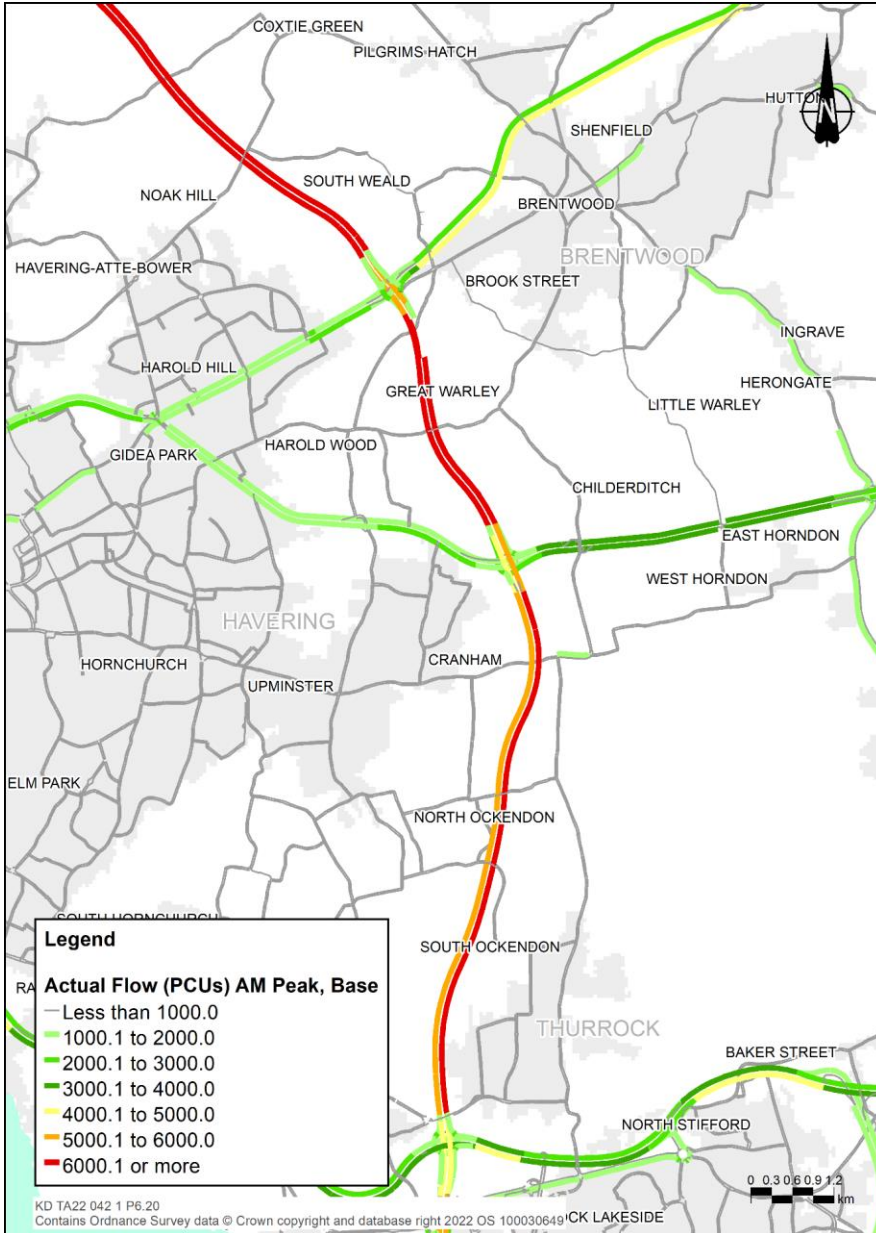 COXTIE GREEN
PILGRIMS HATCH
HUTTON
N
SHENFIELD
NOAK HILL
SOUTH WEALD
BRENTWOOD
BRENTWOOD
HAVERING-ATTE-BOWER
BROOK STREET
INGRAVE
HAROLD HILL
HERONGATE
GREAT WARLEY
LITTLE WARLEY
HAROLD WOOD
GIDEA PARK
CHILDERDITCH
EAST HORNDON
WEST HORNDON
HAVERING
HORNCHURCH
CRANHAM
UPMINSTER
ELM PARK
NORTH OCKENDON
SOUTH HORNCHURCH
SOUTH OCKENDON
RA
THURROCK
BAKER STREET
NORTH STIFFORD
Legend
Actual Flow (PCUs) AM Peak, Base
Less than 1000.0
1000.1 to 2000.0
2000.1 to 3000.0
3000.1 to 4000.0
4000.1 to 5000.0
5000.1 to 6000.0
6000.1 or more
0 0.3 0.6 0.9 1.2
km
KD TA22 042 1 P6.20
Contains Ordnance Survey data © Crown copyright and database right 2022 OS 100030649
CK LAKESIDE